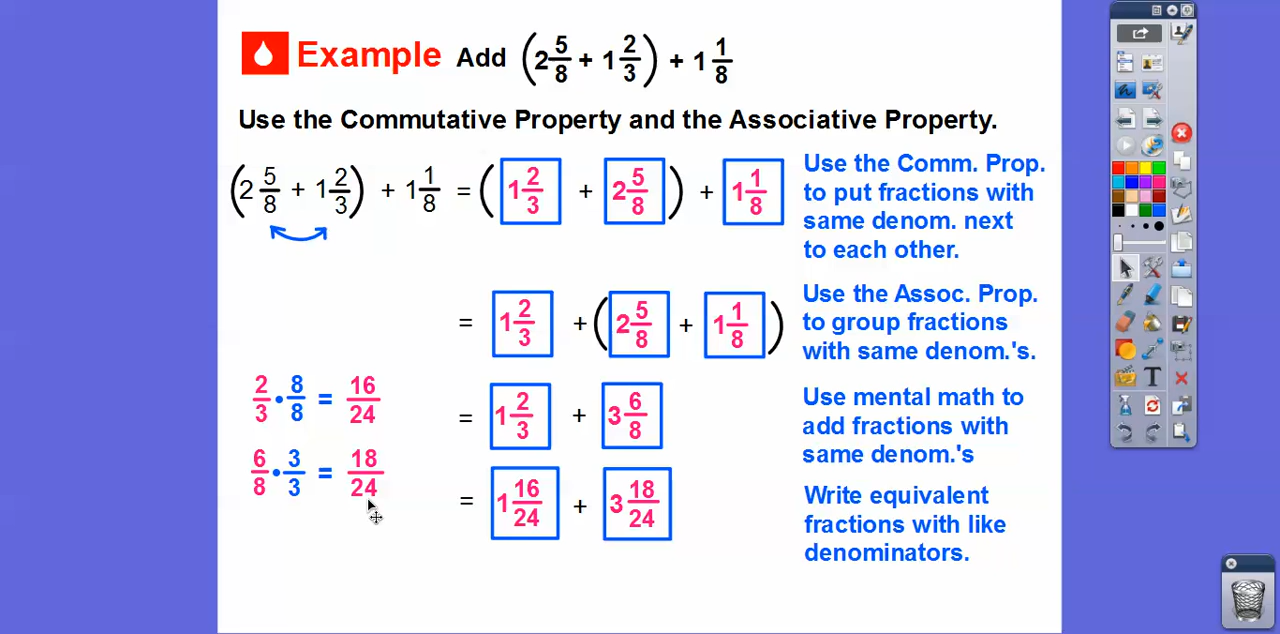 Example Add (2 5/8 + 1 2/3) + 1 1/8
Use the Commutative Property and the Associative Property.
(2 5/8 + 1 2/3) + 1 1/8 = (1 2/3 + 2 5/8) + 1 1/8
Use the Comm. Prop.
to put fractions with
same denom. next
to each other.
= 1 2/3 + (2 5/8 + 1 1/8)
Use the Assoc. Prop.
to group fractions
with same denom.'s.
2/3 • 8/8 = 16/24
= 1 2/3 + 3 6/8
Use mental math to
add fractions with
same denom.'s
6/8 • 3/3 = 18/24
= 1 16/24 + 3 18/24
Write equivalent
fractions with like
denominators.
T